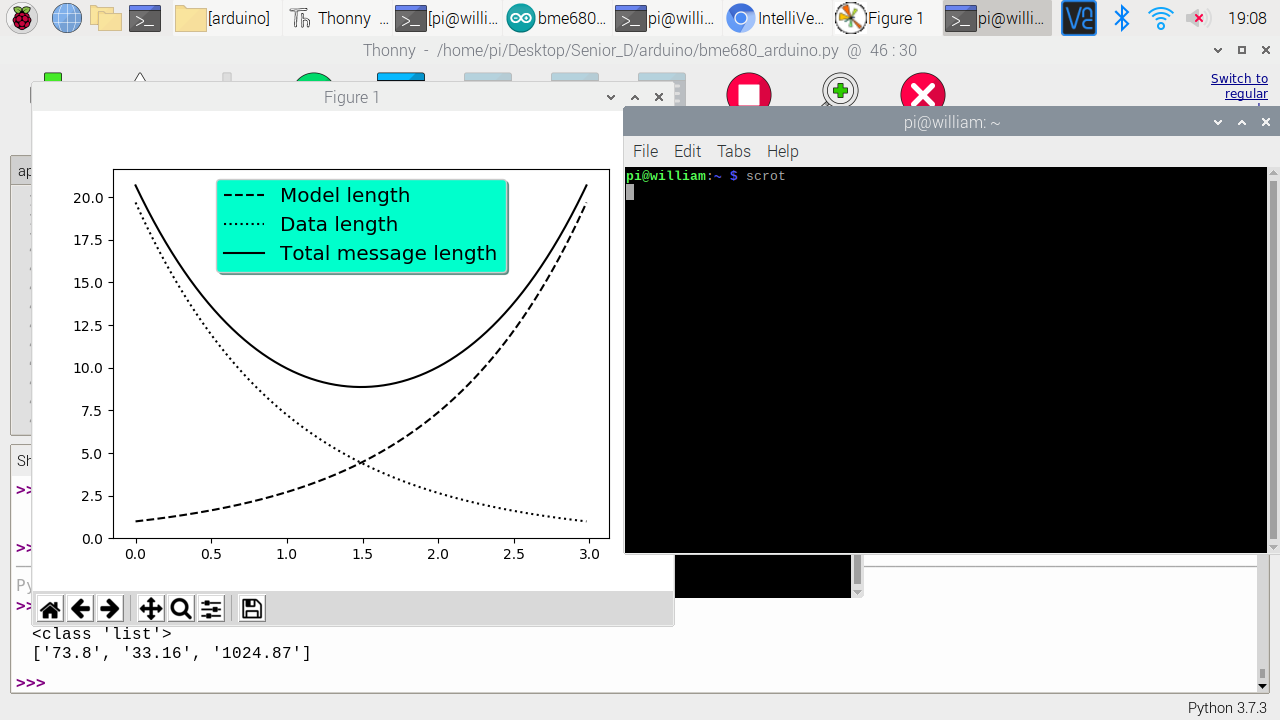 [arduino]
Thonny ...
[pi@willi...
bme680...
pi@willi...
IntelliVe...
Figure 1
pi@willi...
19:08
Thonny - /home/pi/Desktop/Senior_D/arduino/bme680_arduino.py @ 46 : 30
Switch to
regular
Figure 1
20.0
17.5
15.0
12.5
10.0
7.5
5.0
2.5
0.0
Model length
Data length
Total message length
0.0 0.5 1.0 1.5 2.0 2.5 3.0
pi@william: ~
File Edit Tabs Help
pi@william:~ $ scrot
>>>
<class 'list'>
['73.8', '33.16', '1024.87']
>>>
Python 3.7.3